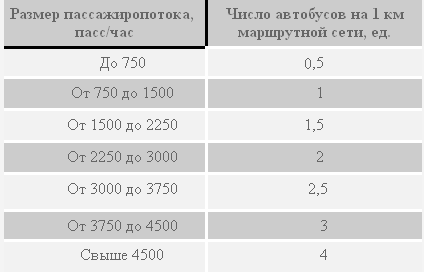 Размер пассажиропотока, Число автобусов на 1 км
пасс/час маршрутной сети, ед.
До 750 0,5
От 750 до 1500 1
От 1500 до 2250 1,5
От 2250 до 3000 2
От 3000 до 3750 2,5
От 3750 до 4500 3
Свыше 4500 4